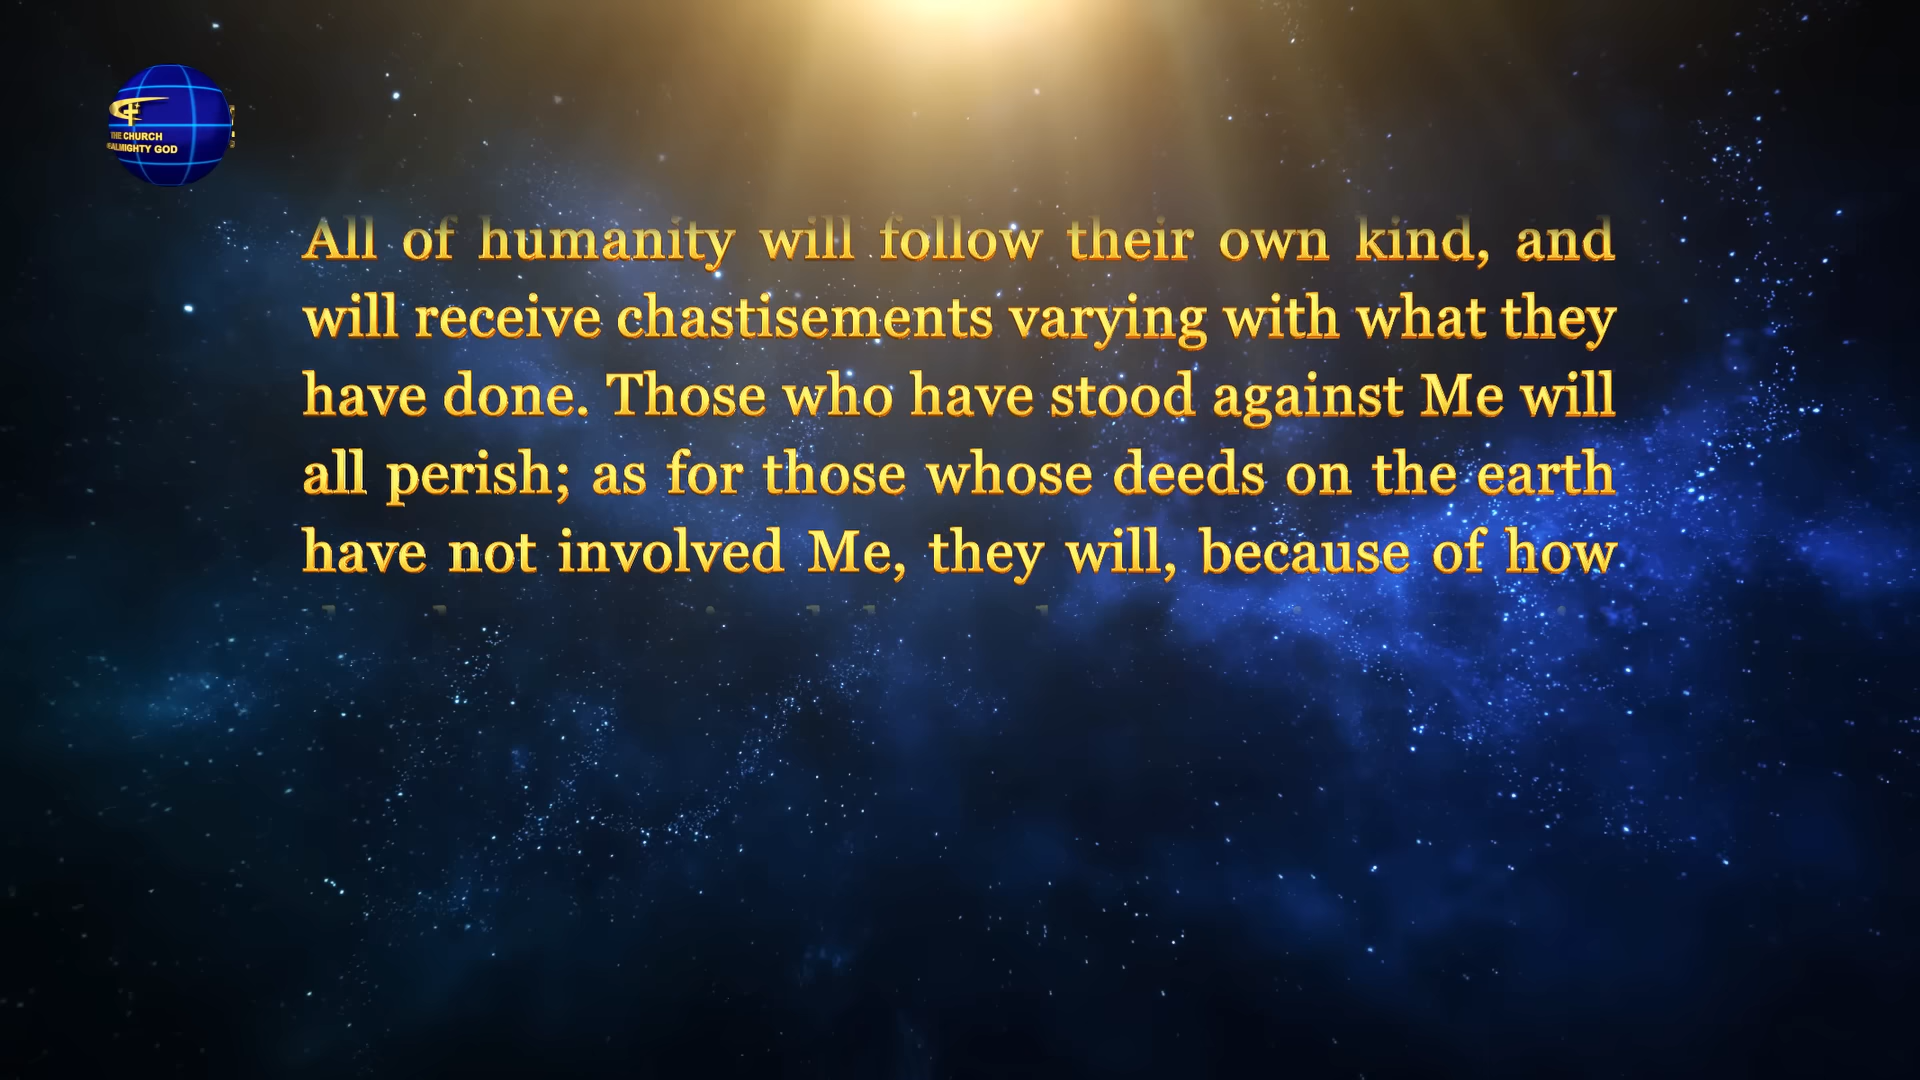 THE CHURCH
ALMIGHTY GOD
All of humanity will follow their own kind, and
will receive chastisements varying with what they
have done. Those who have stood against Me will
all perish; as for those whose deeds on the earth
have not involved Me, they will, because of how